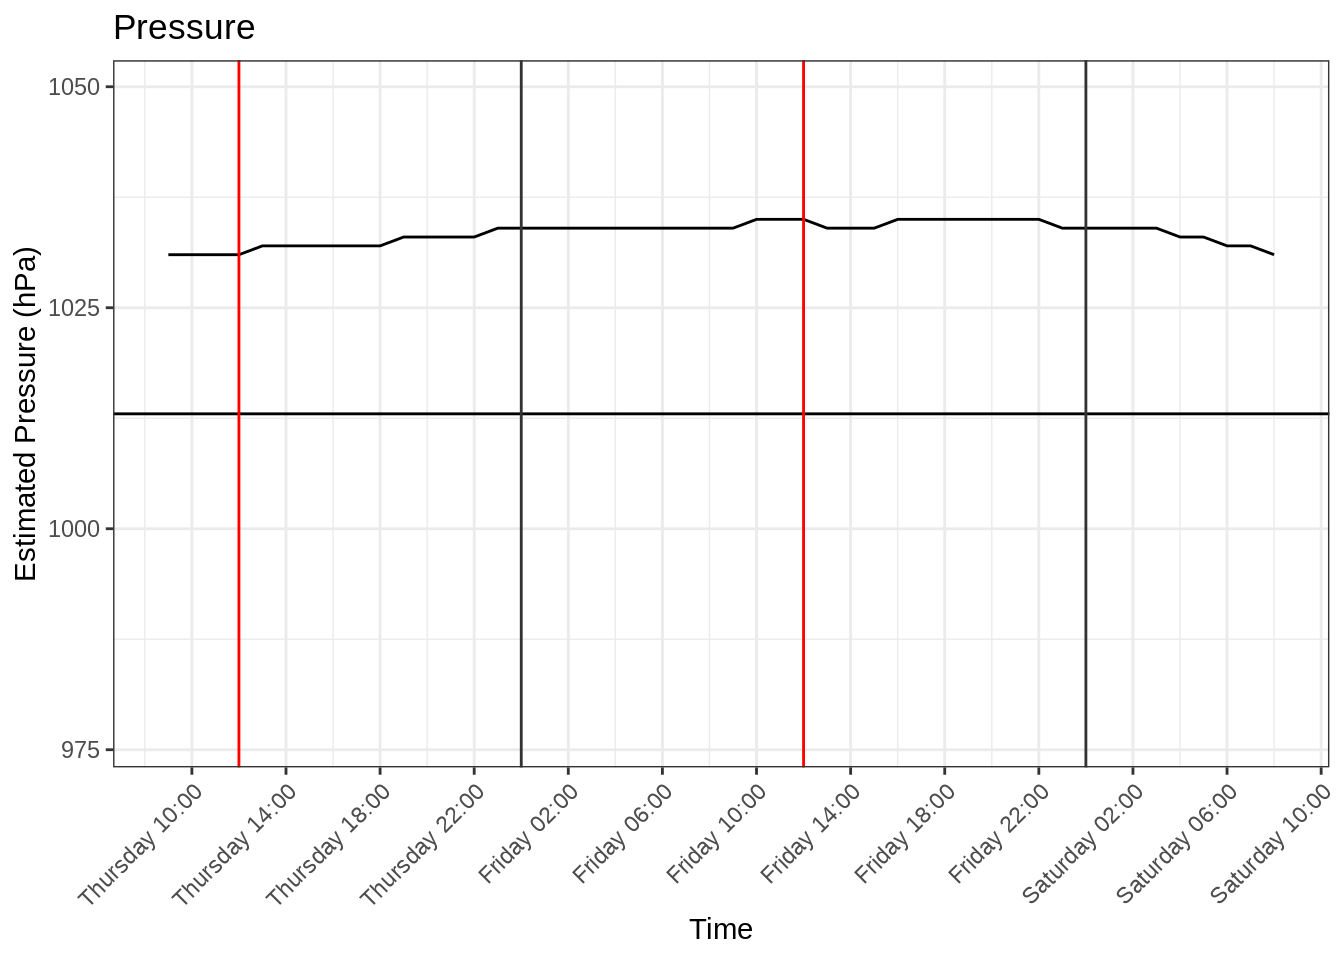 Pressure
1050
1025
1000
975
Estimated Pressure (hPa)
Thursday 10:00
Thursday 14:00
Thursday 18:00
Thursday 22:00
Friday 02:00
Friday 06:00
Friday 10:00
Friday 14:00
Friday 18:00
Friday 22:00
Saturday 02:00
Saturday 06:00
Saturday 10:00
Time